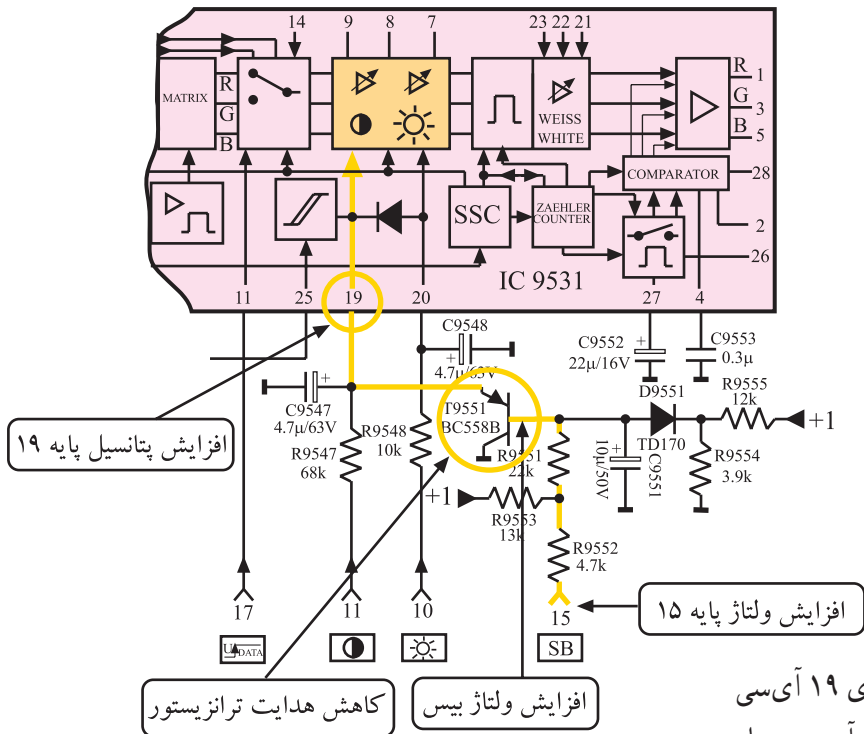 14
9
8
7
23 22 21
MATRIX
R
G
B
WEISS
WHITE
R
1
G
3
B
5
COMPARATOR
28
SSC
ZAEHLER
COUNTER
2
26
IC 9531
11
25
19
20
27
4
C9548
4.7µ/63V
C9552
22µ/16V
C9553
0.3µ
C9547
4.7µ/63V
T9551
BC558B
D9551
TD170
R9555
12k
+1
افزایش پتانسیل پایه ۱۹
R9547
68k
R9548
10k
R9551
22k
10µ/50V
C9551
R9554
3.9k
+1
R9553
13k
R9552
4.7k
17
11
10
15
افزایش ولتاژ پایه ۱۵
U DATA
SB
کاهش هدایت ترانزیستور
افزایش ولتاژ بیس
ی ۱۹ آی‌سی